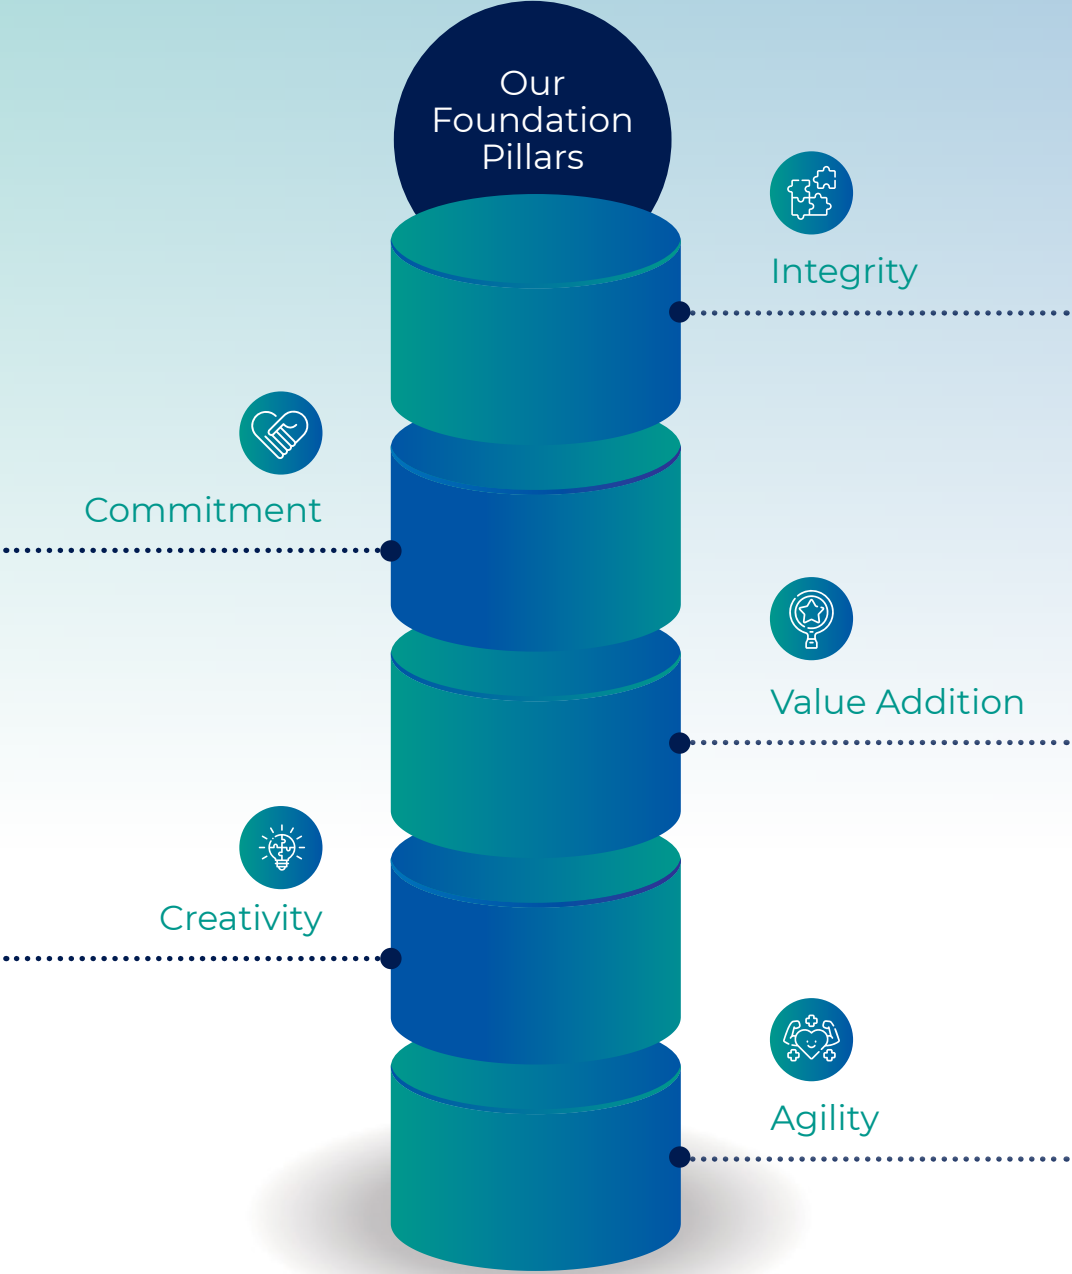 Our
Foundation
Pillars
Integrity
Commitment
Value Addition
Creativity
Agility